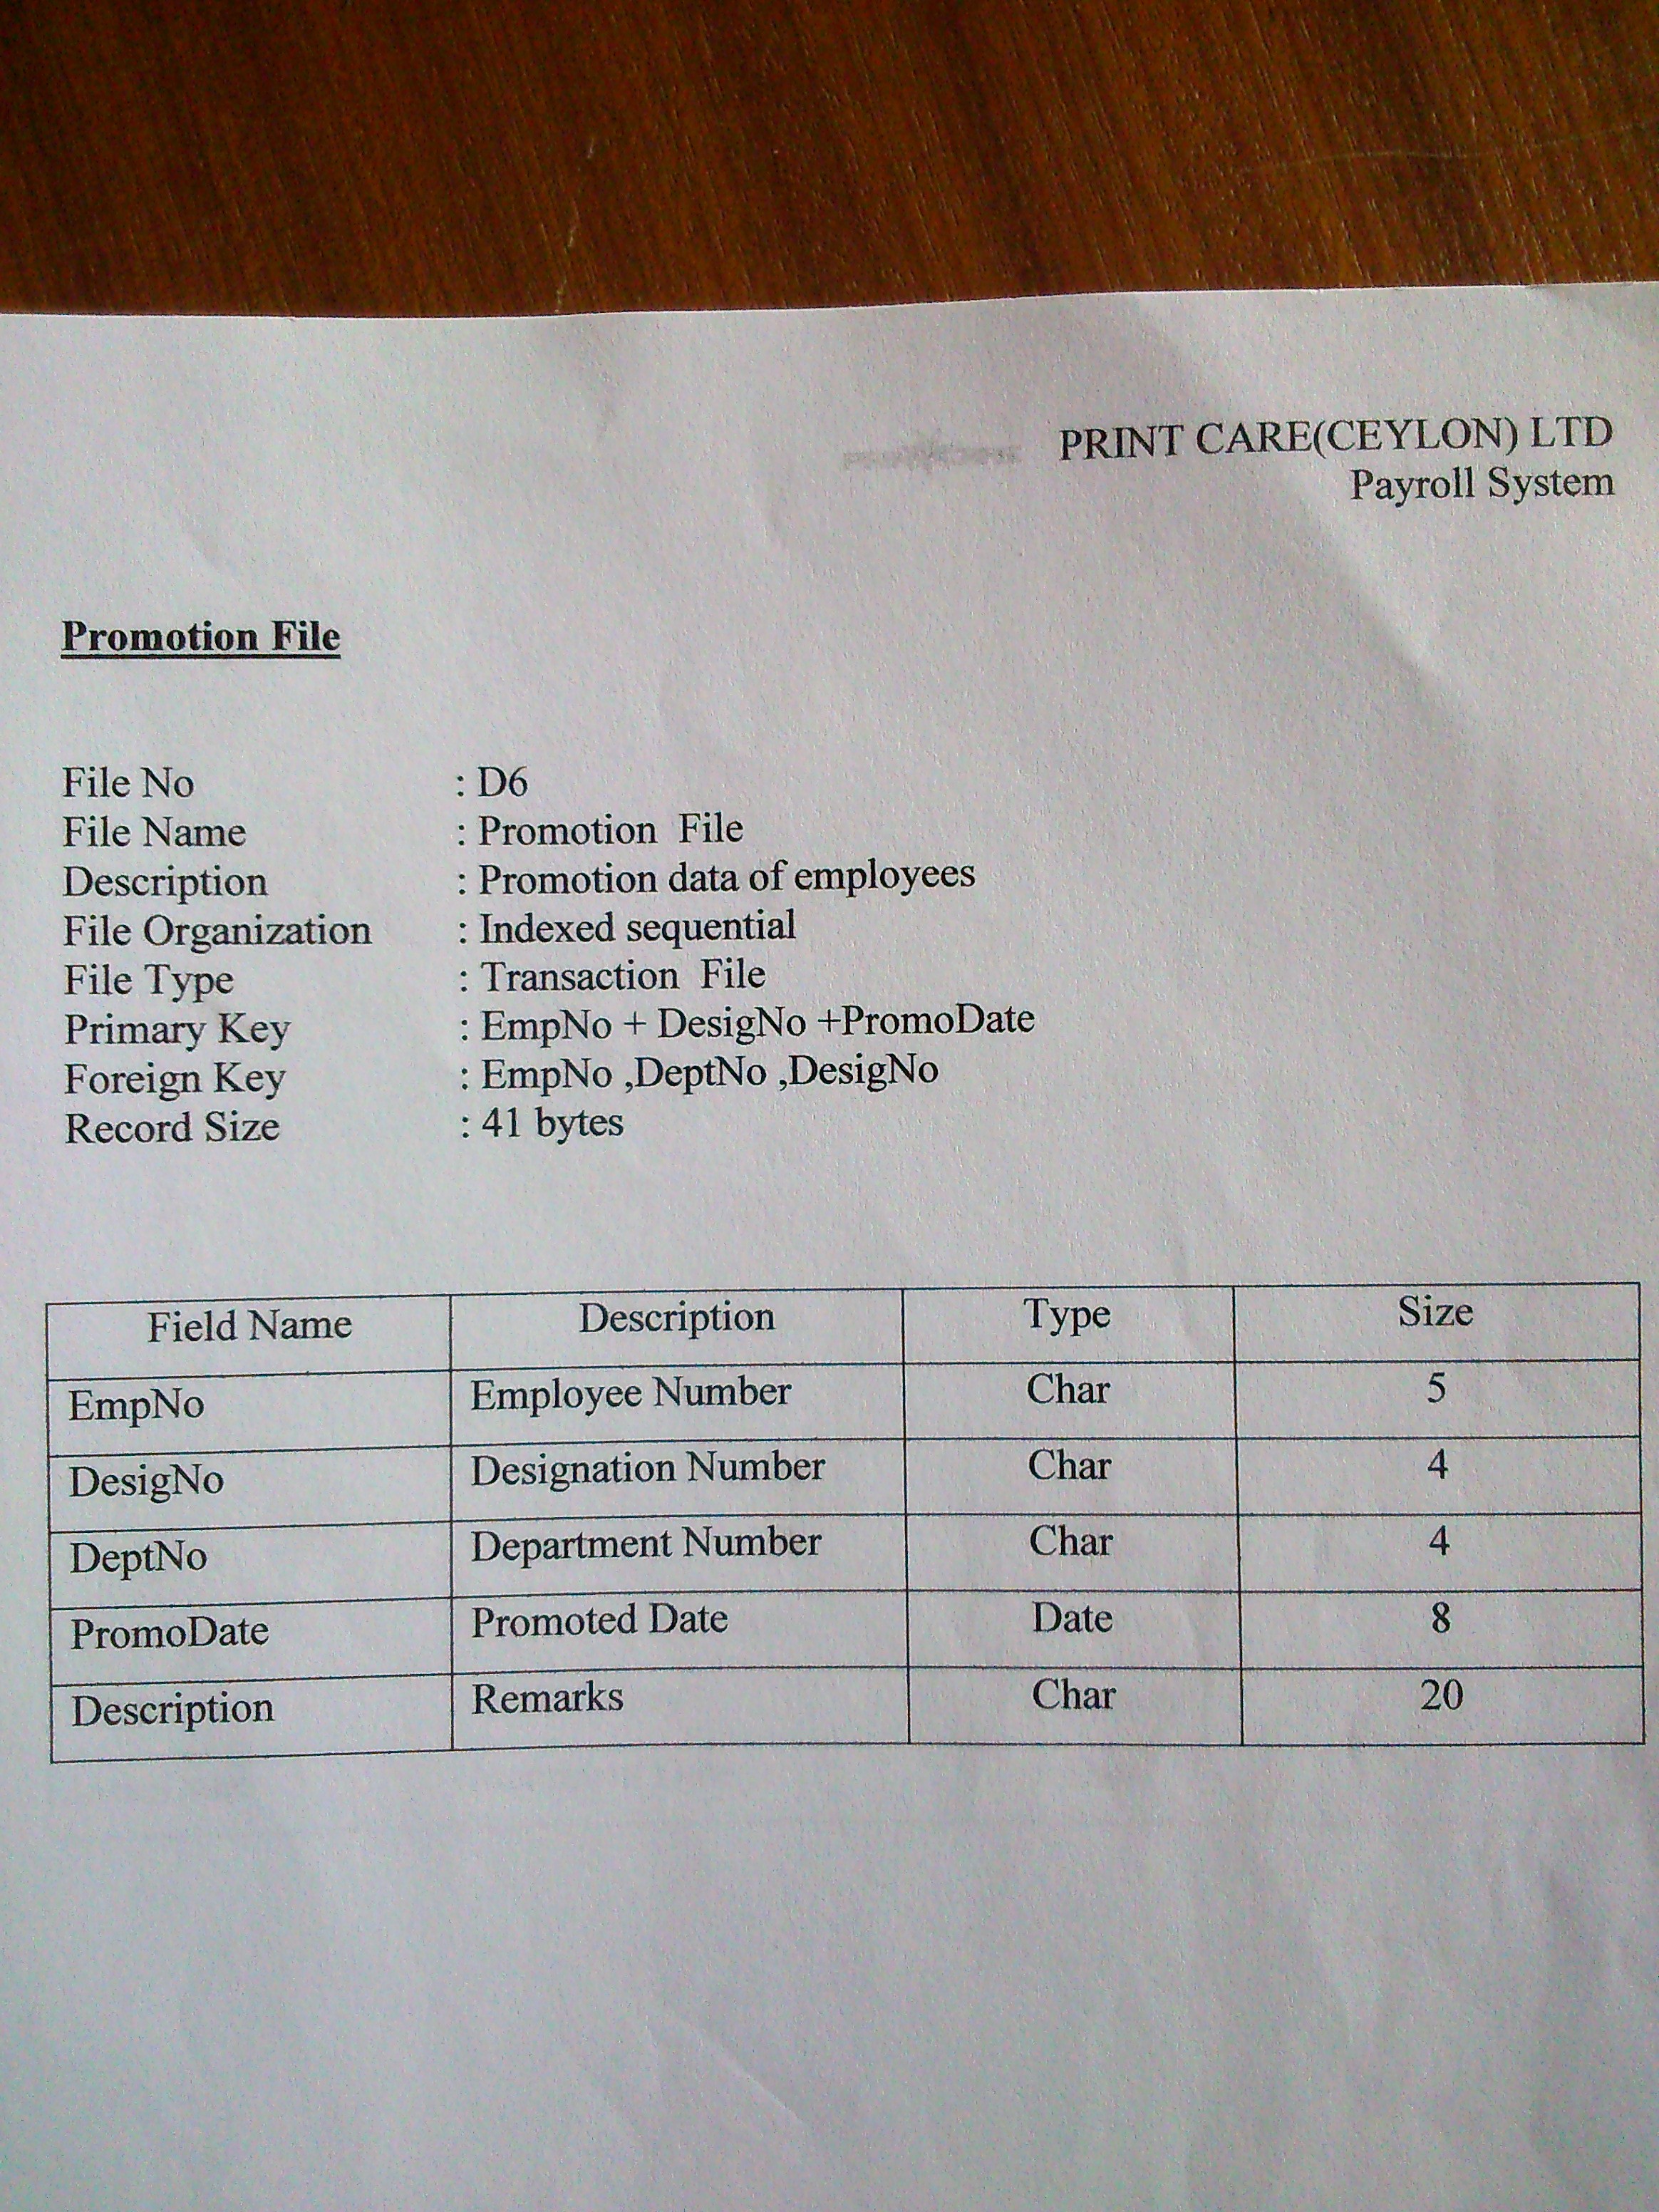 PRINT CARE(CEYLON) LTD
Payroll System
Promotion File
File No : D6
File Name : Promotion File
Description : Promotion data of employees
File Organization : Indexed sequential
File Type : Transaction File
Primary Key : EmpNo + DesigNo +PromoDate
Foreign Key : EmpNo ,DeptNo ,DesigNo
Record Size : 41 bytes
Field Name Description Type Size
EmpNo Employee Number Char 5
DesigNo Designation Number Char 4
DeptNo Department Number Char 4
PromoDate Promoted Date Date 8
Description Remarks Char 20